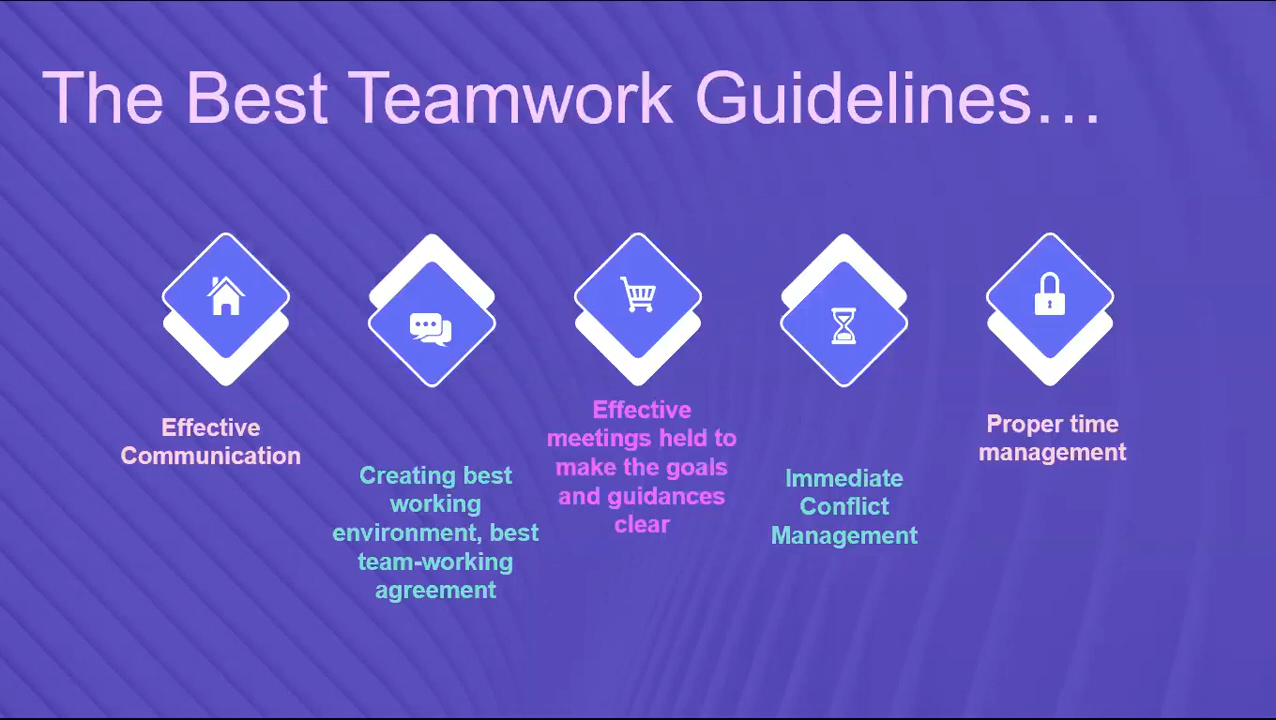 The Best Teamwork Guidelines…
Effective
Communication
Creating best
working
environment, best
team-working
agreement
Effective
meetings held to
make the goals
and guidances
clear
Immediate
Conflict
Management
Proper time
management